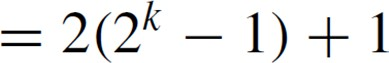 = 2(2^k − 1) + 1